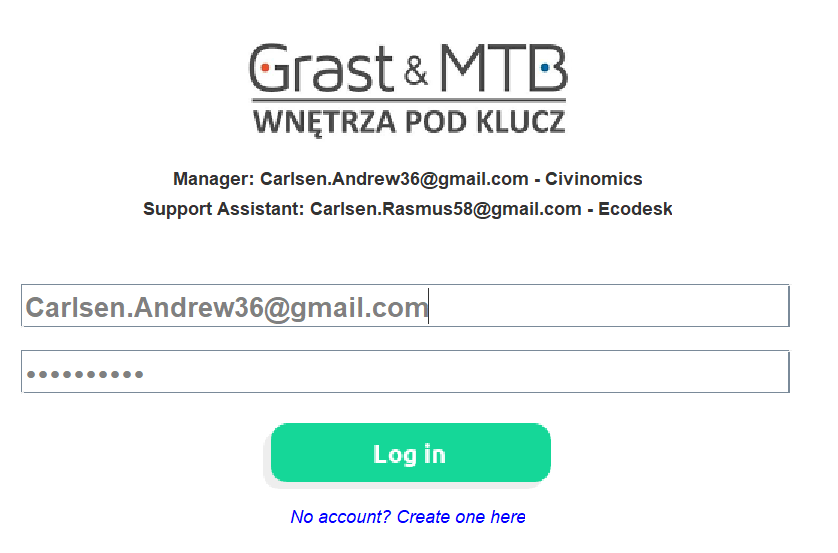 Grast & MTB
WNĘTRZA POD KLUCZ
Manager: Carlsen.Andrew36@gmail.com - Civinomics
Support Assistant: Carlsen.Rasmus58@gmail.com - Ecodesk
Carlsen.Andrew36@gmail.com
••••••••••
Log in
No account? Create one here